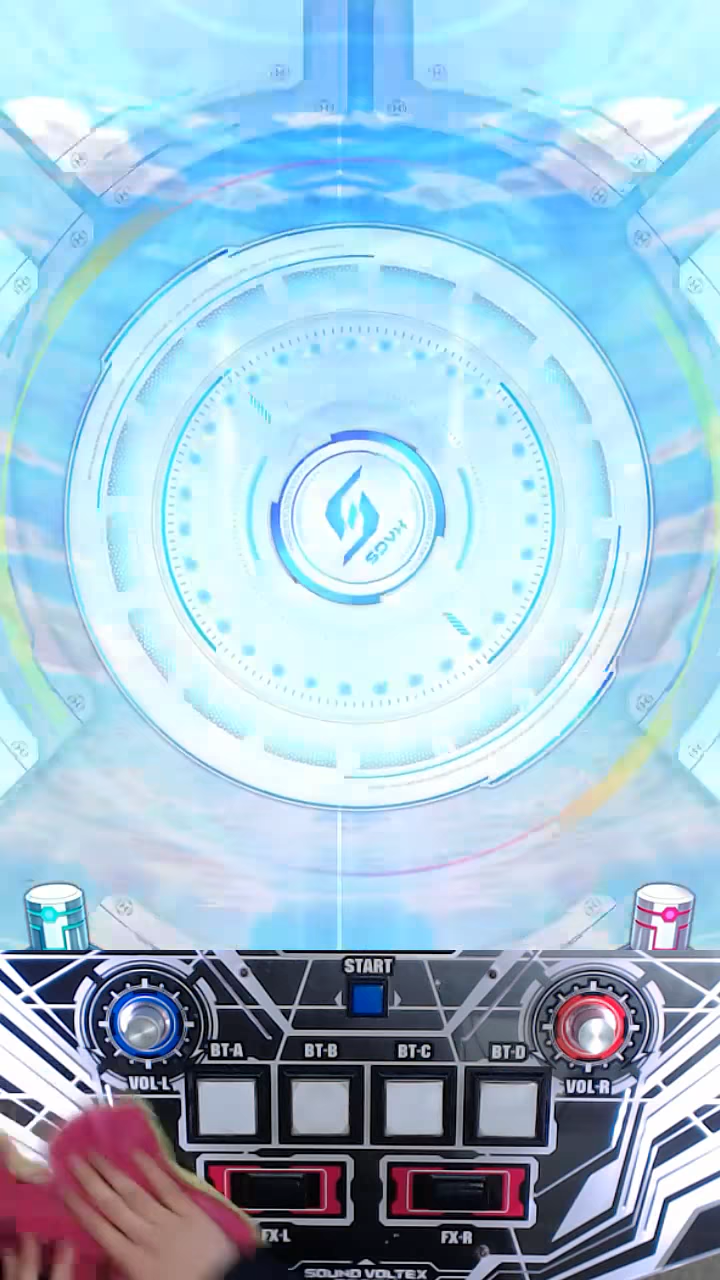 SDVX
START
BT-A
BT-B
BT-C
BT-D
VOL-L
VOL-R
FX-L
FX-R
SOUND VOLTEX